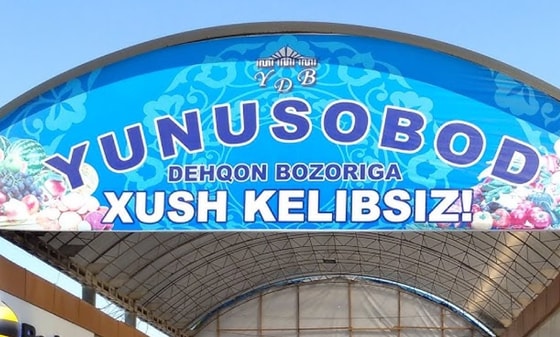 YDB
YUNUSOBOD
DEHQON BOZORIGA
XUSH KELIBSIZ!